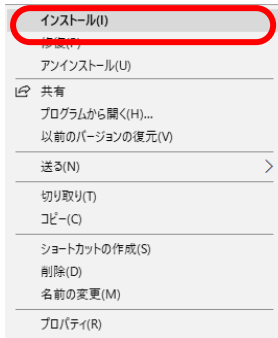 インストール(I)
修復(P)
アンインストール(U)
共有
プログラムから開く(H)...
以前のバージョンの復元(V)
送る(N)
切り取り(T)
コピー(C)
ショートカットの作成(S)
削除(D)
名前の変更(M)
プロパティ(R)